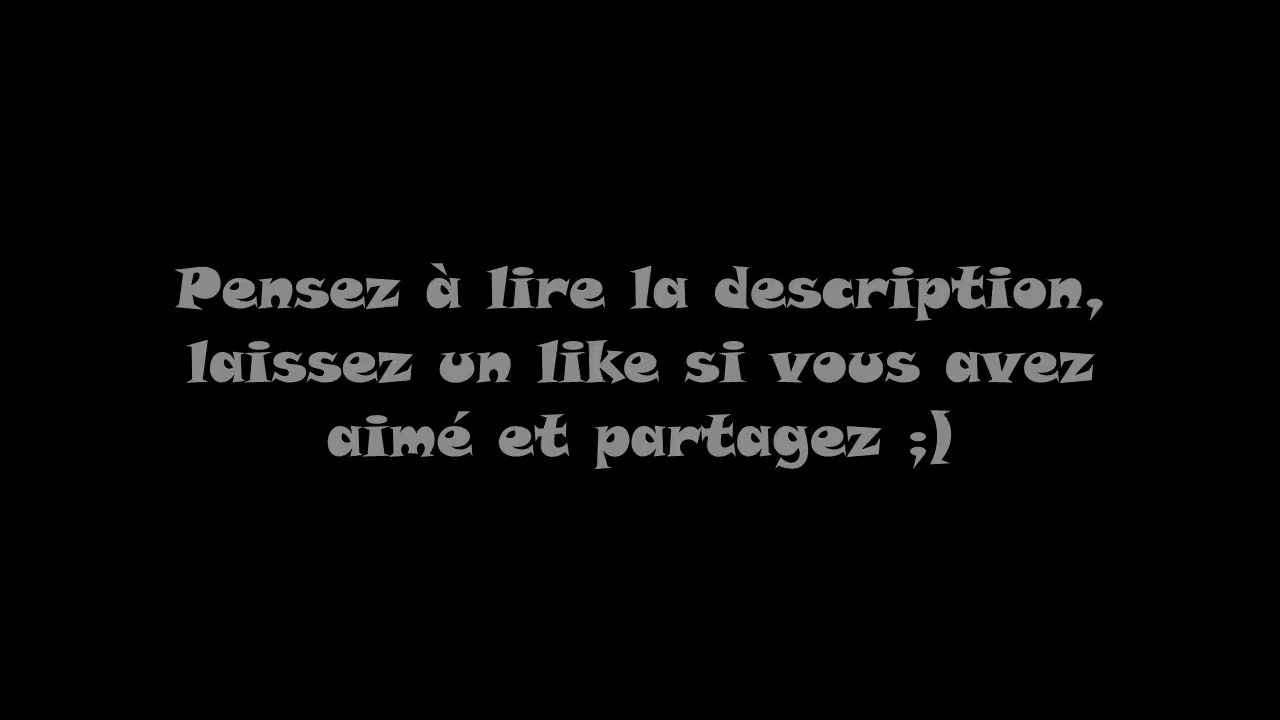 Pensez à lire la description,
laissez un like si vous avez
aimé et partagez ;)